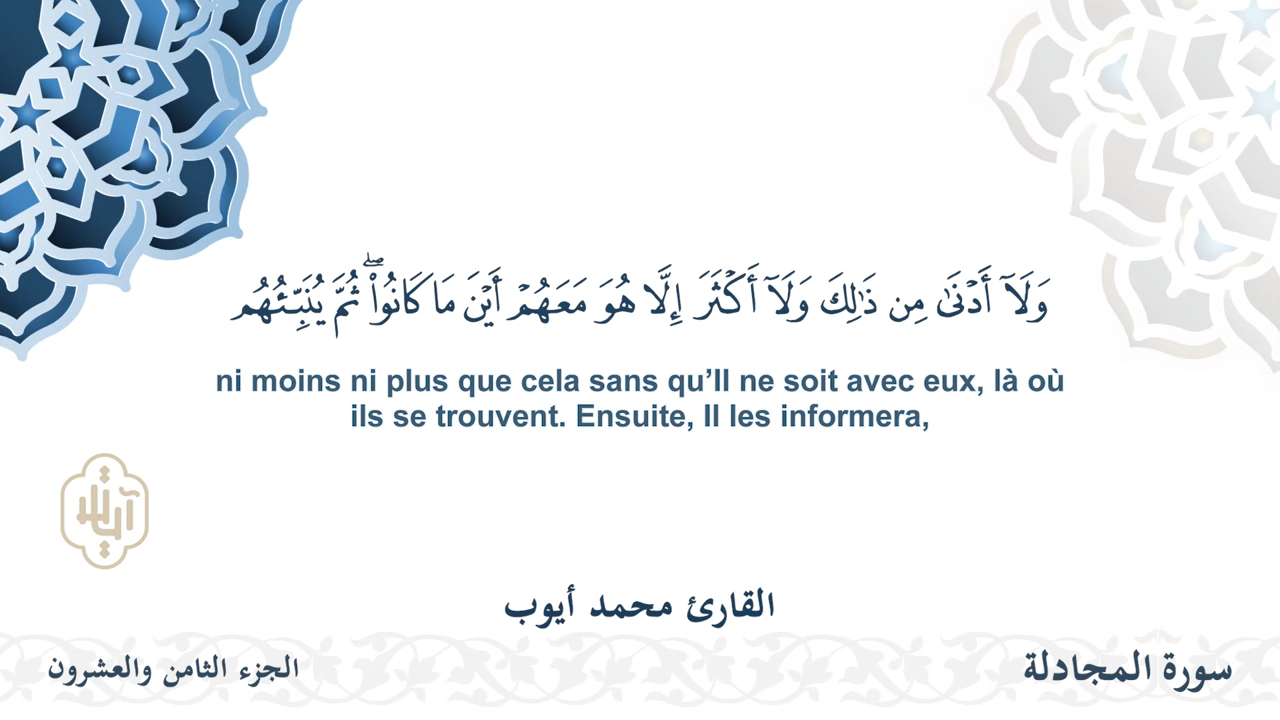 وَلَآ أَدۡنَىٰ مِن ذَٰلِكَ وَلَآ أَكۡثَرَ إِلَّا هُوَ مَعَهُمۡ أَيۡنَ مَا كَانُواْۖ ثُمَّ يُنَبِّئُهُم
ni moins ni plus que cela sans qu’Il ne soit avec eux, là où
ils se trouvent. Ensuite, Il les informera,
آيات
القارئ محمد أيوب
سورة المجادلة
الجزء الثامن والعشرون